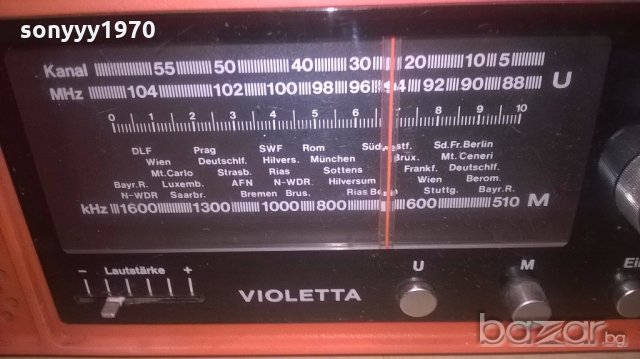 sonyyy1970
Kanal 55 50 40 30 20 10 5
MHz 104 102 100 98 96 94 92 90 88 U
0 1 2 3 4 5 6 7 8 9 10
DLF Prag SWF Rom Südwestf. Sd.Fr.Berlin
Wien Deutschlf. Hilvers. München Brüx. Mt. Ceneri
Mt.Carlo Strasb. Rias Sottens Frankf. Deutschlf.
Bayr.R. Luxemb. AFN N-WDR Hilversum Wien Berom.
N-WDR Saarbr. Bremen Brus. Rias Stuttg. Bayr.R.
kHz 1600 1300 1000 800 600 510 M
- Lautstärke +
VIOLETTA
U
M
bazar.bg